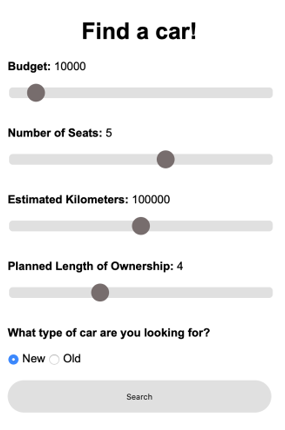 Find a car!
Budget: 10000
Number of Seats: 5
Estimated Kilometers: 100000
Planned Length of Ownership: 4
What type of car are you looking for?
New Old
Search